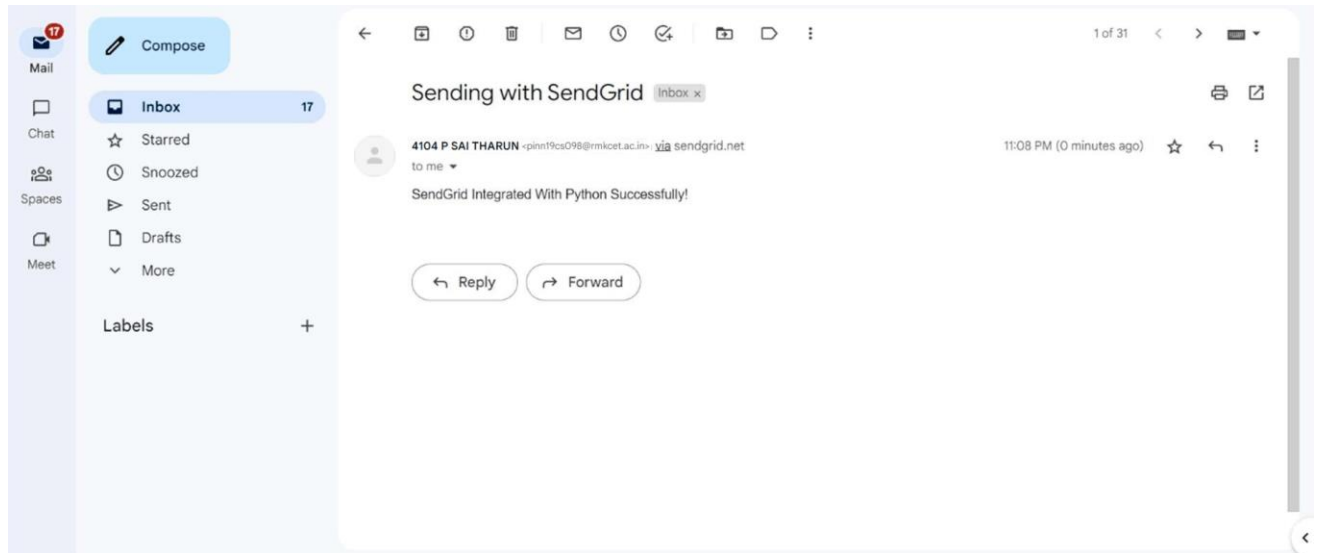 17
Mail
Chat
Spaces
Meet
Compose
Inbox 17
Starred
Snoozed
Sent
Drafts
More
Labels
1 of 31
Sending with SendGrid Inbox x
4104 P SAI THARUN <pinn19cs098@rmkcet.ac.in> via sendgrid.net 11:08 PM (0 minutes ago)
to me
SendGrid Integrated With Python Successfully!
Reply Forward